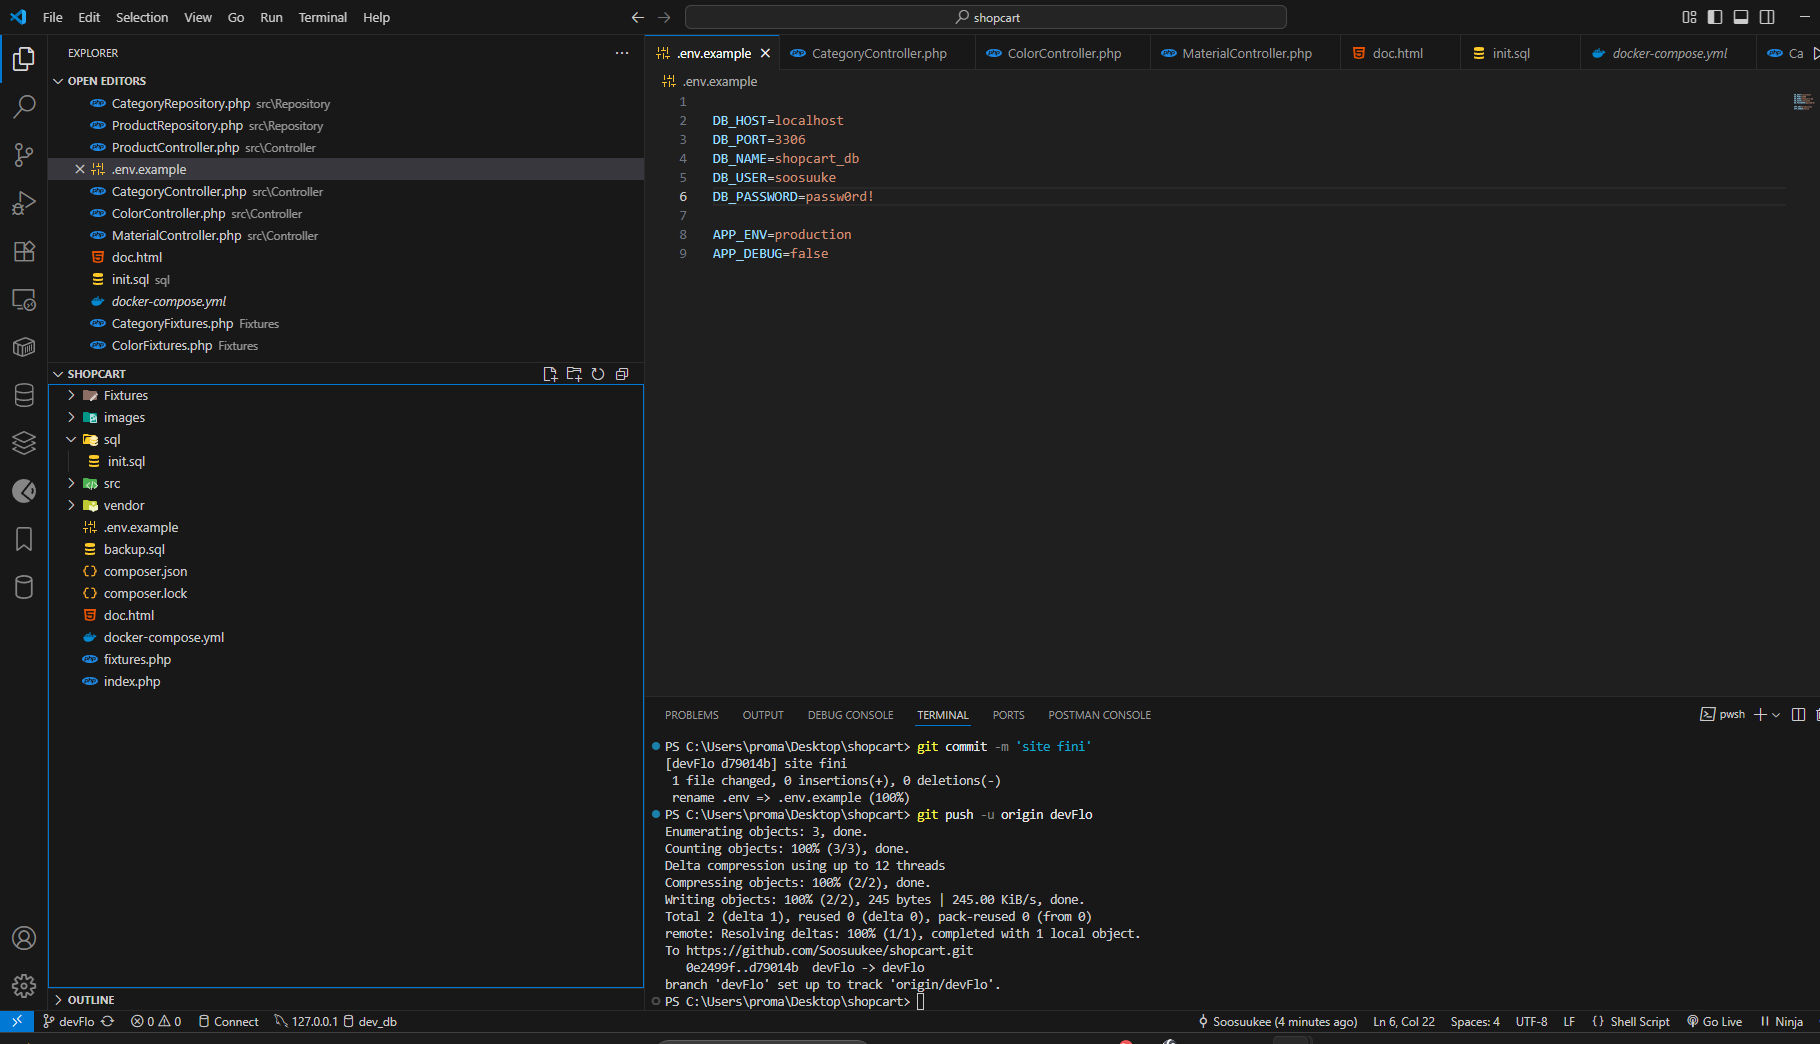 File Edit Selection View Go Run Terminal Help
shopcart
EXPLORER
OPEN EDITORS
CategoryRepository.php src\Repository
ProductRepository.php src\Repository
ProductController.php src\Controller
.env.example
CategoryController.php src\Controller
ColorController.php src\Controller
MaterialController.php src\Controller
doc.html
init.sql sql
docker-compose.yml
CategoryFixtures.php Fixtures
ColorFixtures.php Fixtures
SHOPCART
Fixtures
images
sql
init.sql
src
vendor
.env.example
backup.sql
composer.json
composer.lock
doc.html
docker-compose.yml
fixtures.php
index.php
OUTLINE
.env.example CategoryController.php ColorController.php MaterialController.php doc.html init.sql docker-compose.yml Ca
.env.example
1
2 DB_HOST=localhost
3 DB_PORT=3306
4 DB_NAME=shopcart_db
5 DB_USER=soosuuke
6 DB_PASSWORD=passw0rd!
7
8 APP_ENV=production
9 APP_DEBUG=false
PROBLEMS OUTPUT DEBUG CONSOLE TERMINAL PORTS POSTMAN CONSOLE
pwsh
PS C:\Users\proma\Desktop\shopcart> git commit -m 'site fini'
[devFlo d79014b] site fini
1 file changed, 0 insertions(+), 0 deletions(-)
rename .env => .env.example (100%)
PS C:\Users\proma\Desktop\shopcart> git push -u origin devFlo
Enumerating objects: 3, done.
Counting objects: 100% (3/3), done.
Delta compression using up to 12 threads
Compressing objects: 100% (2/2), done.
Writing objects: 100% (2/2), 245 bytes | 245.00 KiB/s, done.
Total 2 (delta 1), reused 0 (delta 0), pack-reused 0 (from 0)
remote: Resolving deltas: 100% (1/1), completed with 1 local object.
To https://github.com/Soosuukee/shopcart.git
0e2499f..d79014b devFlo -> devFlo
branch 'devFlo' set up to track 'origin/devFlo'.
PS C:\Users\proma\Desktop\shopcart>
devFlo 0 0 Connect 127.0.0.1 dev_db Soosuukee (4 minutes ago) Ln 6, Col 22 Spaces: 4 UTF-8 LF {} Shell Script Go Live Ninja